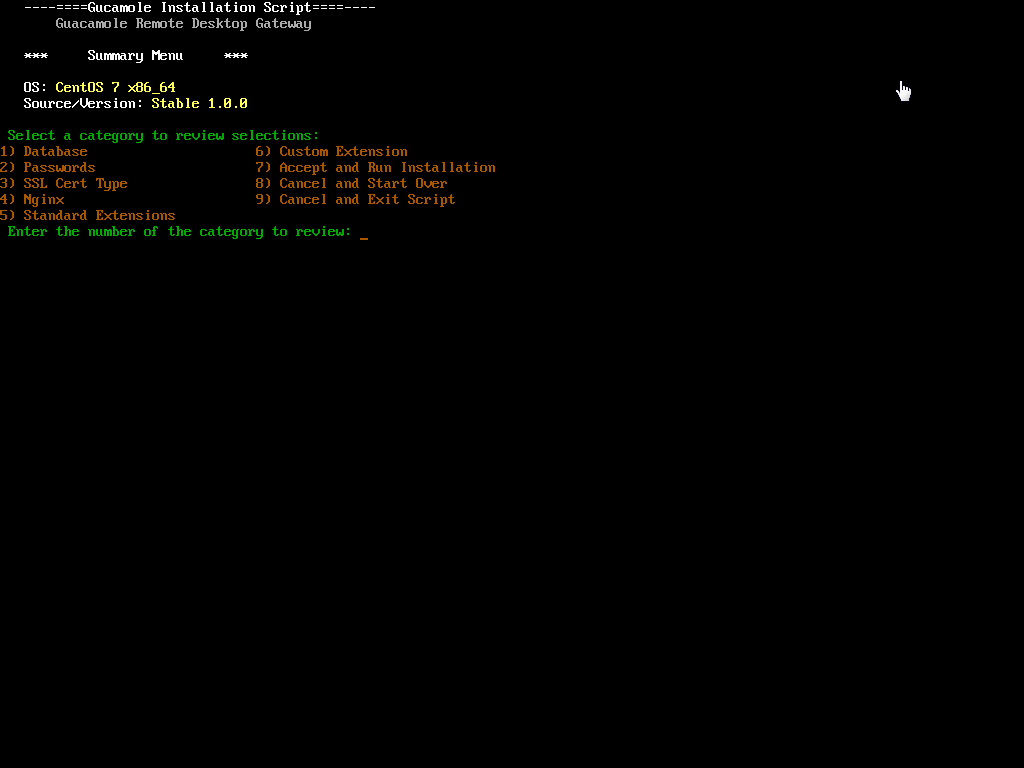 ----====Gucamole Installation Script====----
Guacamole Remote Desktop Gateway
*** Summary Menu ***
OS: CentOS 7 x86_64
Source/Version: Stable 1.0.0
Select a category to review selections:
1) Database 6) Custom Extension
2) Passwords 7) Accept and Run Installation
3) SSL Cert Type 8) Cancel and Start Over
4) Nginx 9) Cancel and Exit Script
5) Standard Extensions
Enter the number of the category to review: _